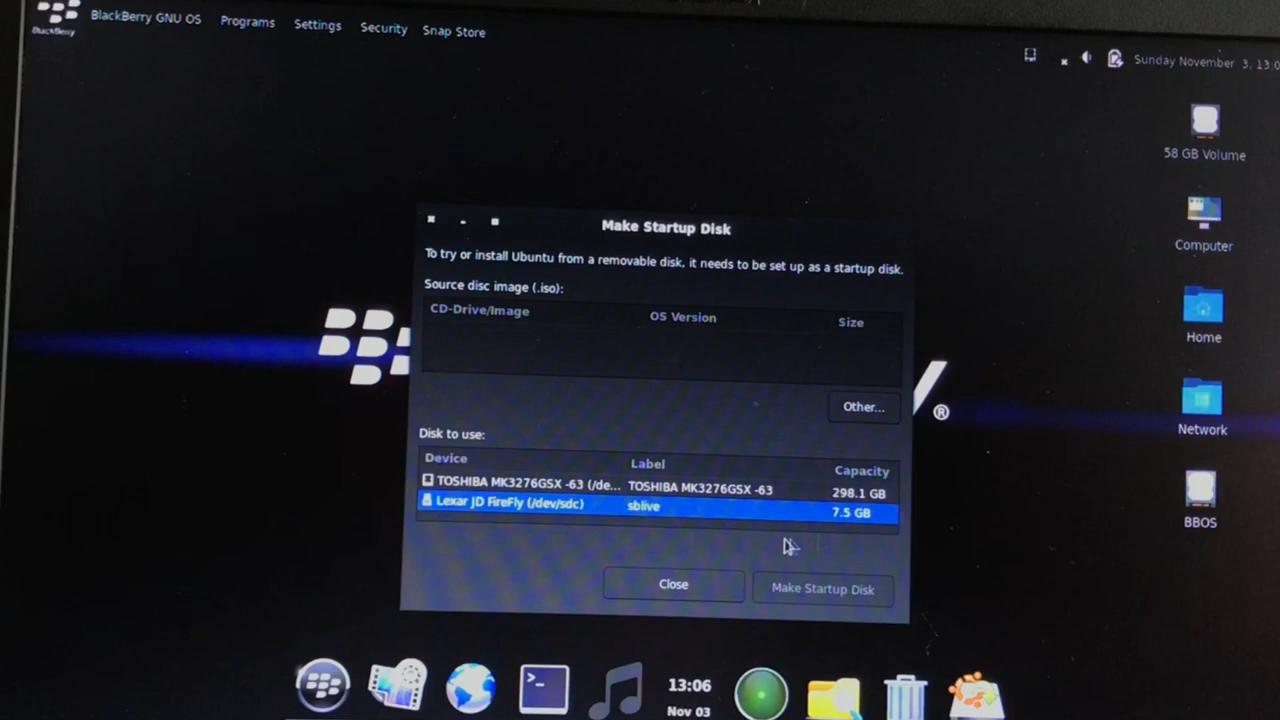 BlackBerry GNU OS Programs Settings Security Snap Store
BlackBerry
Sunday November 3, 13:0
58 GB Volume
Computer
Home
Network
BBOS
Make Startup Disk
To try or install Ubuntu from a removable disk, it needs to be set up as a startup disk.
Source disc image (.iso):
CD-Drive/Image OS Version Size
Other...
®
Disk to use:
Device Label Capacity
TOSHIBA MK3276GSX -63 (/de... TOSHIBA MK3276GSX -63 298.1 GB
Lexar JD FireFly (/dev/sdc) sblive 7.5 GB
Close Make Startup Disk
>_
13:06
Nov 03